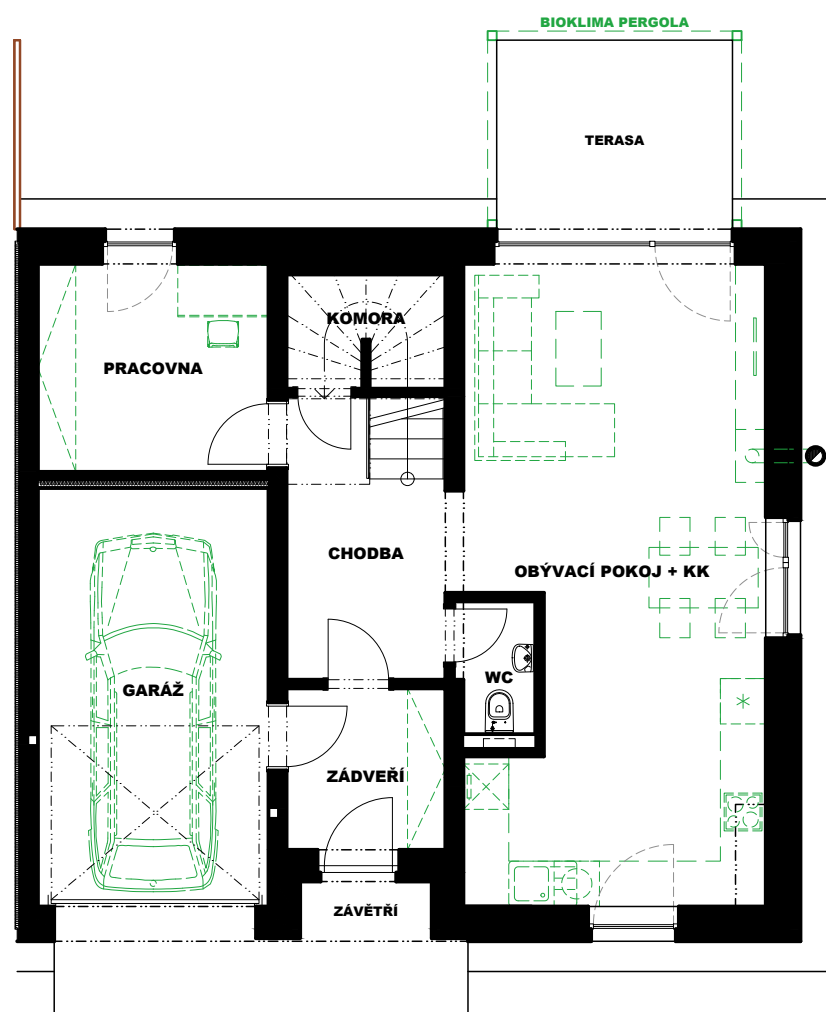 BIOKLIMA PERGOLA
TERASA
KOMORA
PRACOVNA
CHODBA
OBÝVACÍ POKOJ + KK
WC
GARÁŽ
ZÁDVEŘÍ
ZÁVĚTŘÍ